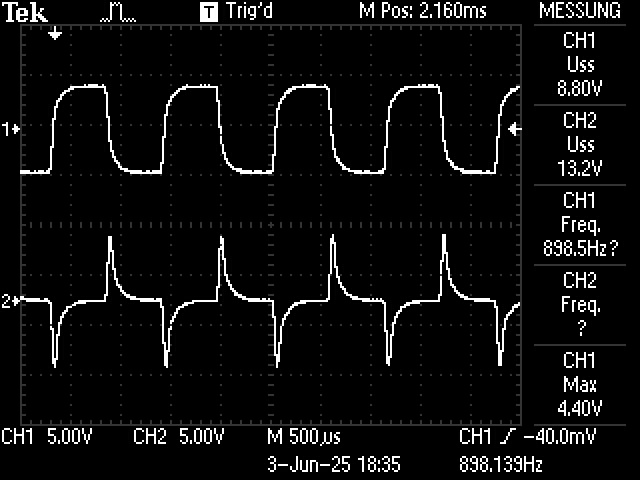 Tek T Trig'd M Pos: 2.160ms MESSUNG
CH1
Uss
8.80V
CH2
Uss
13.2V
CH1
Freq.
898.5Hz?
CH2
Freq.
?
CH1
Max
4.40V
1
2
CH1 5.00V CH2 5.00V M 500µs CH1 -40.0mV
3-Jun-25 18:35 898.139Hz